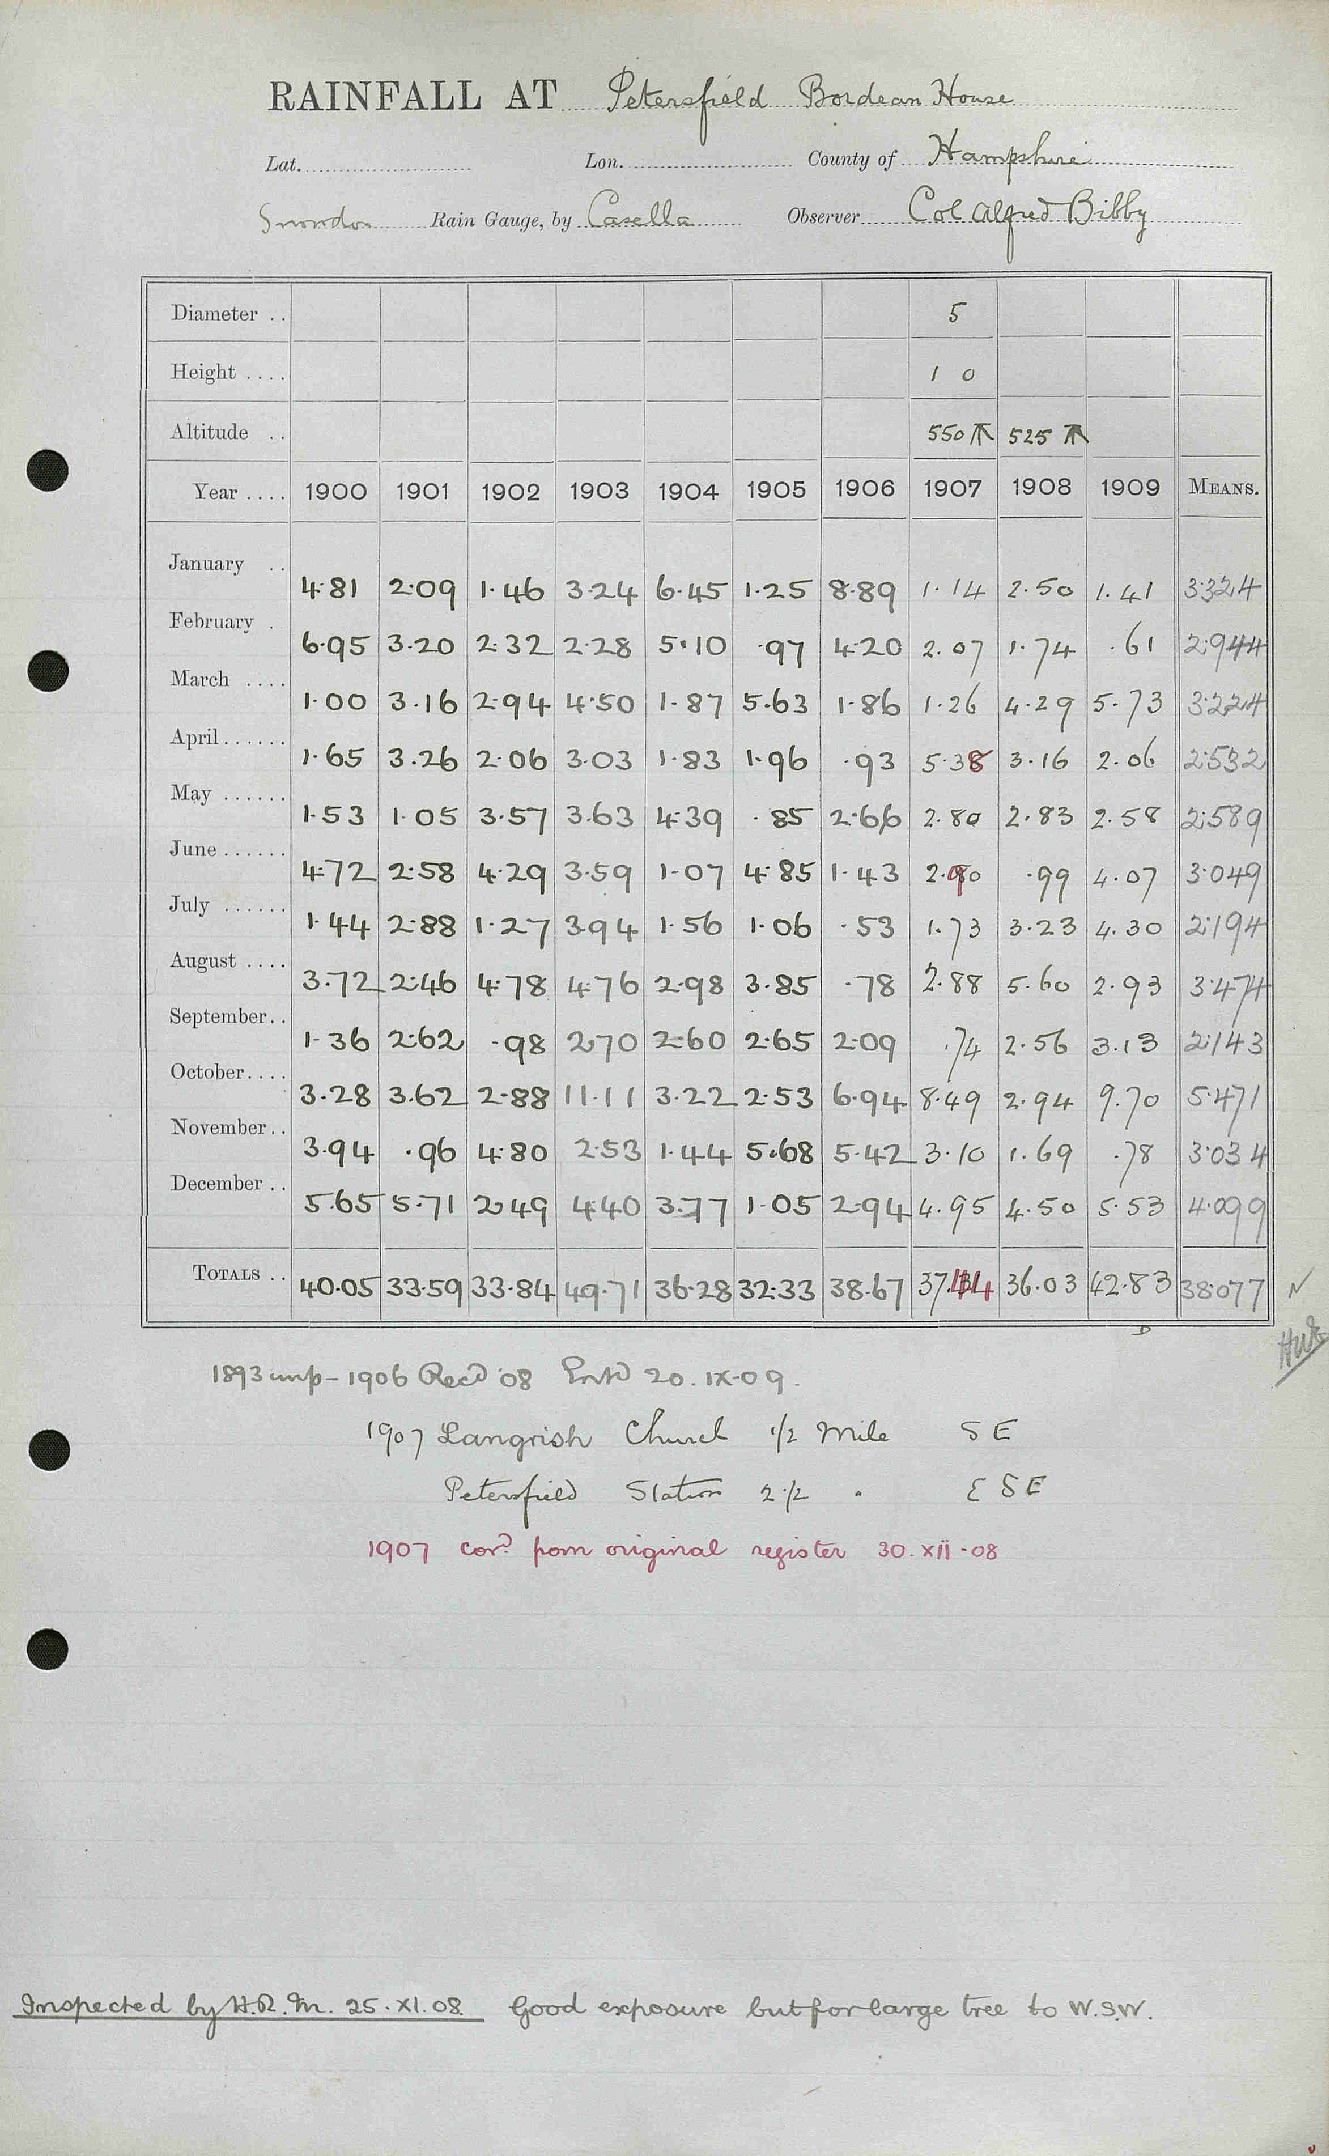 RAINFALL AT Petersfield Bordean House
Lat. Lon. County of Hampshire
Snowdon Rain Gauge, by Casella Observer Col Alfred Bibby
Diameter .. 5
Height .... 1 0
Altitude .. 550 525
Year .... 1900 1901 1902 1903 1904 1905 1906 1907 1908 1909 MEANS.
January .. 4.81 2.09 1.46 3.24 6.45 1.25 8.89 1.14 2.50 1.41 3.324
February . 6.95 3.20 2.32 2.28 5.10 .97 4.20 2.07 1.74 .61 2.944
March .... 1.00 3.16 2.94 4.50 1.87 5.63 1.86 1.26 4.29 5.73 3.224
April...... 1.65 3.26 2.06 3.03 1.83 1.96 .93 5.38 3.16 2.06 2.532
May ...... 1.53 1.05 3.57 3.63 4.39 .85 2.66 2.80 2.83 2.58 2.589
June ...... 4.72 2.58 4.29 3.59 1.07 4.85 1.43 2.90 .99 4.07 3.049
July ...... 1.44 2.88 1.27 3.94 1.56 1.06 .53 1.73 3.23 4.30 2.194
August .... 3.72 2.46 4.78 4.76 2.98 3.85 .78 2.88 5.60 2.93 3.474
September.. 1.36 2.62 .98 2.70 2.60 2.65 2.09 .74 2.56 3.13 2.143
October.... 3.28 3.62 2.88 11.11 3.22 2.53 6.94 8.49 2.94 9.70 5.471
November.. 3.94 .96 4.80 2.53 1.44 5.68 5.42 3.10 1.69 .78 3.034
December .. 5.65 5.71 2.49 4.40 3.77 1.05 2.94 4.95 4.50 5.53 4.099
TOTALS .. 40.05 33.59 33.84 49.71 36.28 32.33 38.67 37.44 36.03 42.83 38.077
1893 imp - 1906 Recd '08 Entd 20.IX.09.
1907 Langrish Church 1/2 Mile SE
Petersfield Station 2 1/2 " ESE
1907 cord from original register 30.XII.08
Inspected by H.R.M. 25.XI.08 Good exposure but for large tree to W.S.W.